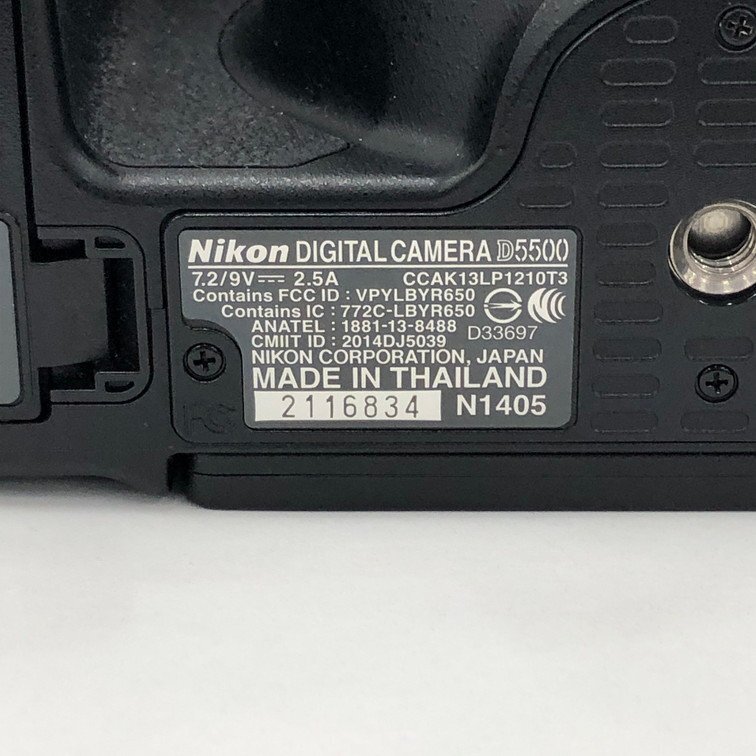 Nikon DIGITAL CAMERA D5500
7.2/9V⎓ 2.5A CCAK13LP1210T3
Contains FCC ID : VPYLBYR650
Contains IC : 772C-LBYR650
ANATEL : 1881-13-8488 D33697
CMIIT ID : 2014DJ5039
NIKON CORPORATION, JAPAN
MADE IN THAILAND
2116834 N1405